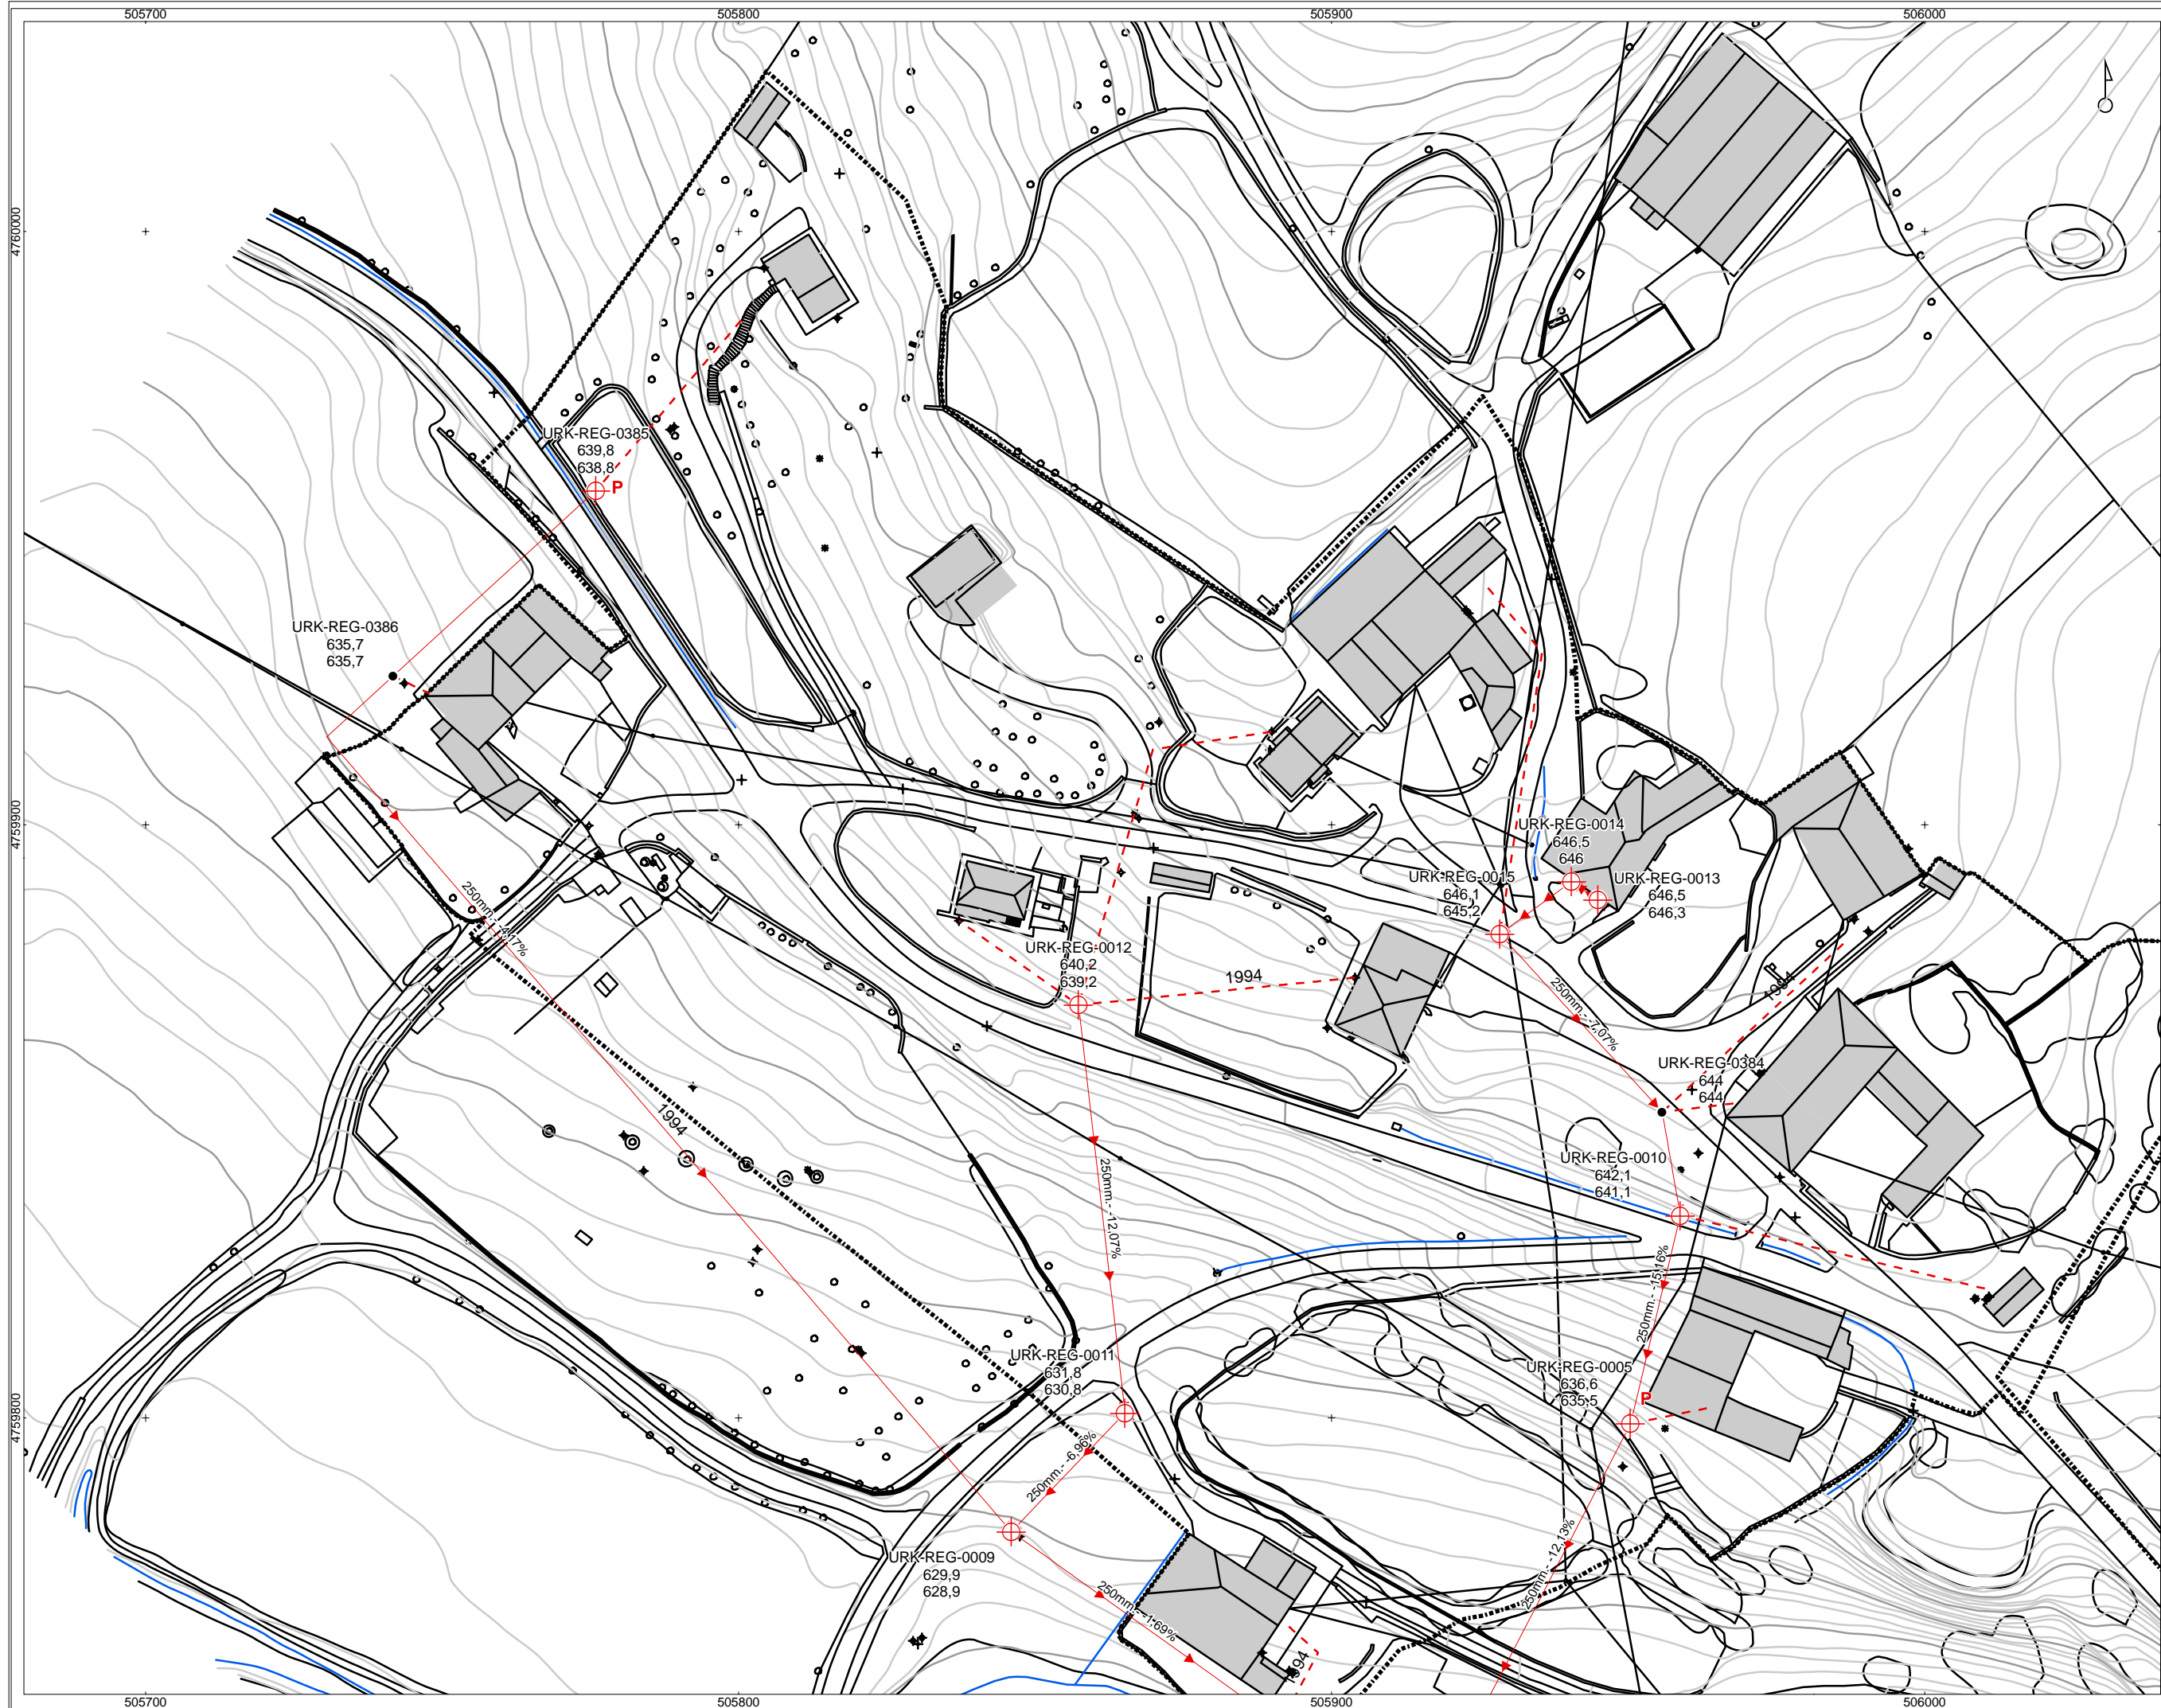 505700
505800
505900
506000
4760000
URK-REG-0385
639,8
638,8
P
URK-REG-0386
635,7
635,7
4759900
URK-REG-0014
646,5
646
URK-REG-0015
646,1
645,2
URK-REG-0013
646,5
646,3
250mm.- -4,17%
URK-REG-0012
640,2
639,2
1994
1994
250mm.- -7,07%
URK-REG-0384
644
644
1994
250mm.- -12,07%
URK-REG-0010
642,1
641,1
250mm.- -15,16%
URK-REG-0011
631,8
630,8
URK-REG-0005
636,6
635,5
P
4759800
250mm.- -6,96%
URK-REG-0009
629,9
628,9
250mm.- -12,13%
250mm.- -1,69%
1994
505700
505800
505900
506000